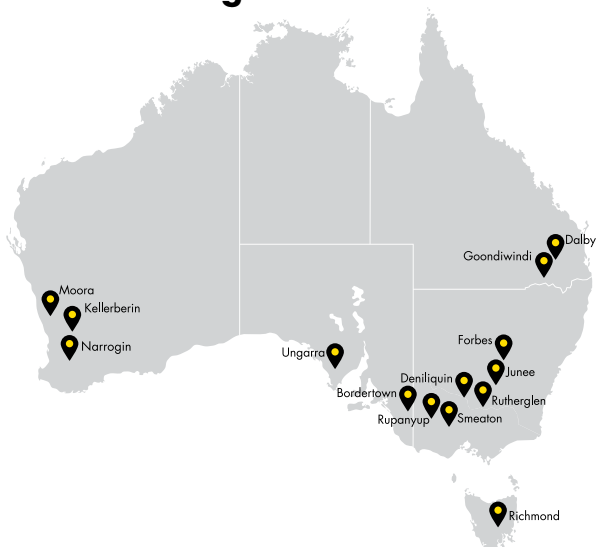 Dalby
Goondiwindi
Moora
Kellerberin
Narrogin
Forbes
Ungarra
Junee
Deniliquin
Bordertown
Rutherglen
Rupanyup
Smeaton
Richmond